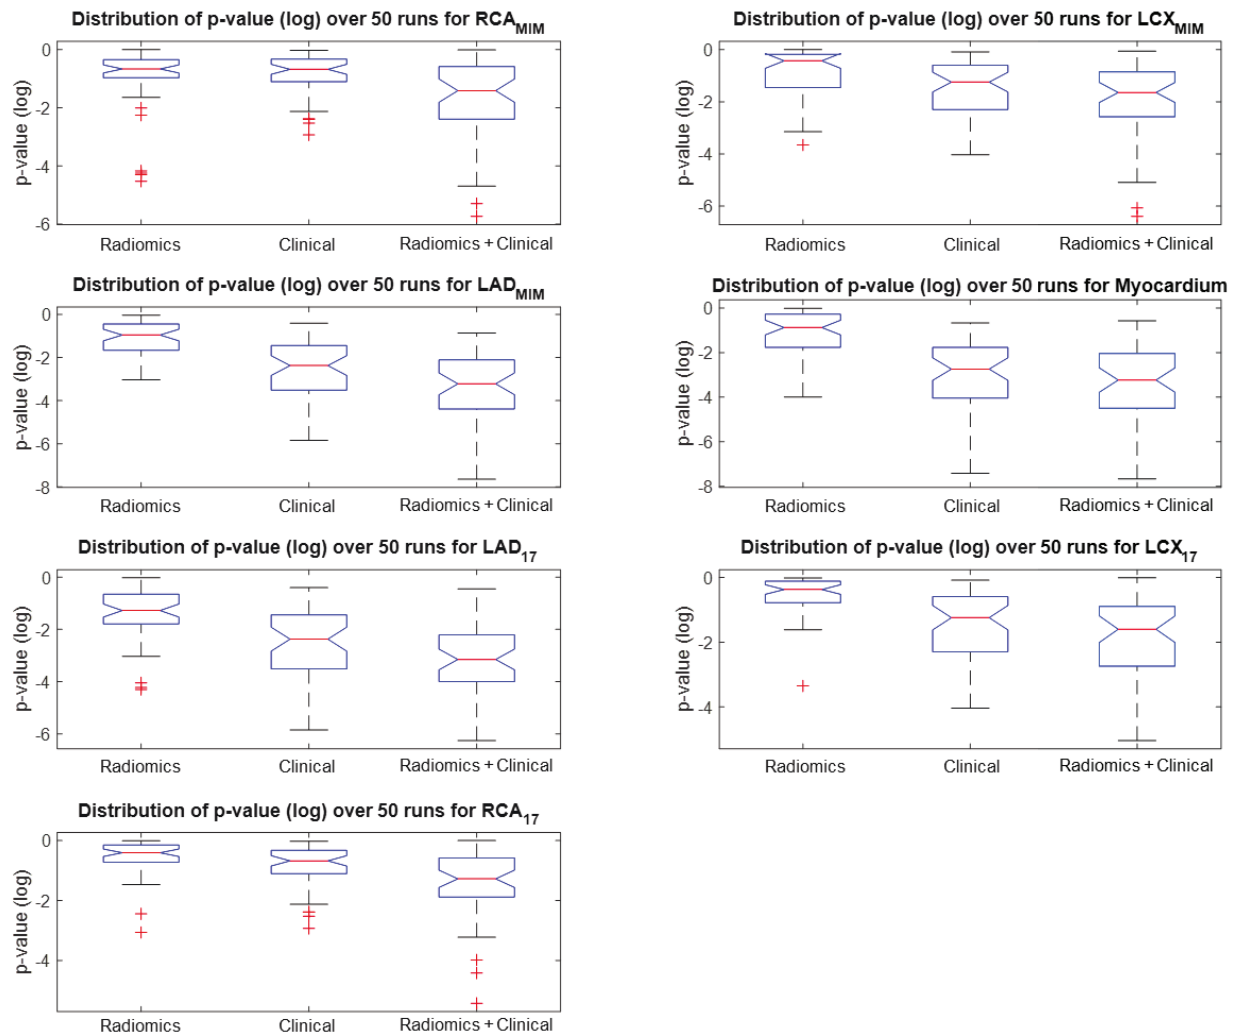 Distribution of p-value (log) over 50 runs for RCA_MIM
p-value (log)
0
-2
-4
-6
Radiomics Clinical Radiomics + Clinical
Distribution of p-value (log) over 50 runs for LCX_MIM
p-value (log)
0
-2
-4
-6
Radiomics Clinical Radiomics + Clinical
Distribution of p-value (log) over 50 runs for LAD_MIM
p-value (log)
0
-2
-4
-6
-8
Radiomics Clinical Radiomics + Clinical
Distribution of p-value (log) over 50 runs for Myocardium
p-value (log)
0
-2
-4
-6
-8
Radiomics Clinical Radiomics + Clinical
Distribution of p-value (log) over 50 runs for LAD_17
p-value (log)
0
-2
-4
-6
Radiomics Clinical Radiomics + Clinical
Distribution of p-value (log) over 50 runs for LCX_17
p-value (log)
0
-2
-4
Radiomics Clinical Radiomics + Clinical
Distribution of p-value (log) over 50 runs for RCA_17
p-value (log)
0
-2
-4
Radiomics Clinical Radiomics + Clinical